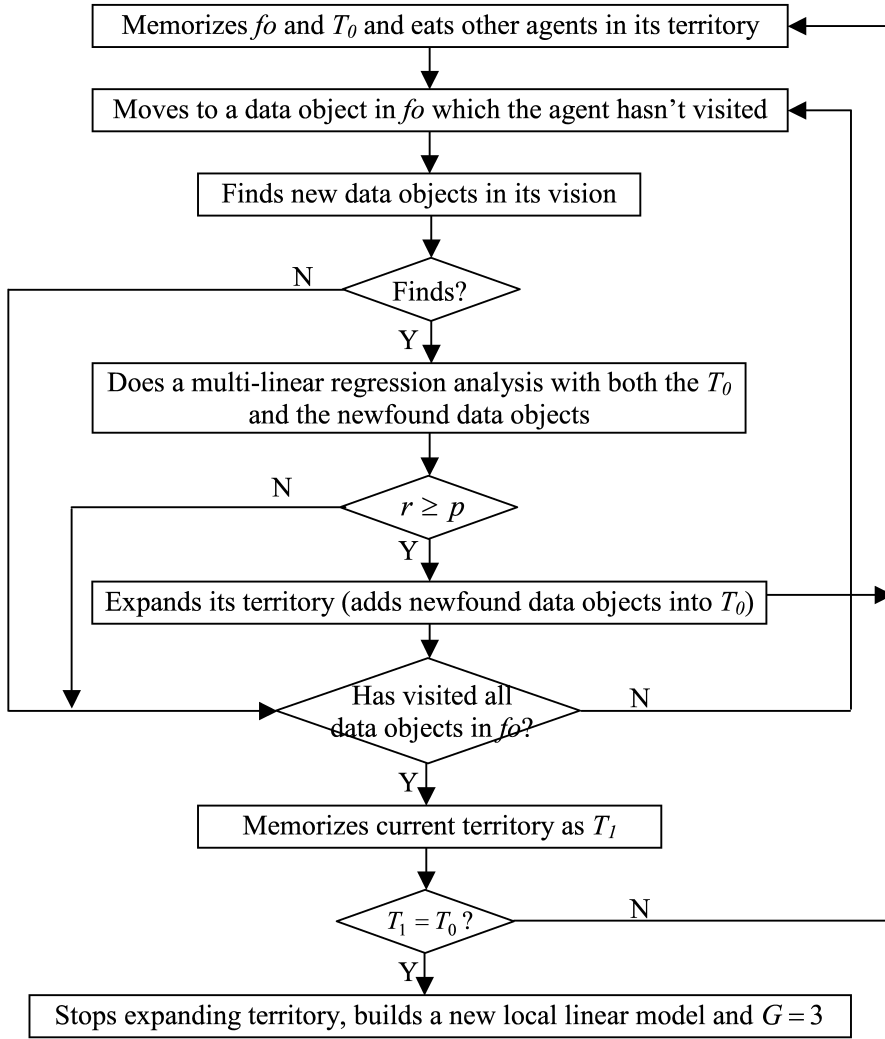 Memorizes fo and T₀ and eats other agents in its territory
Moves to a data object in fo which the agent hasn’t visited
Finds new data objects in its vision
N
Finds?
Y
Does a multi-linear regression analysis with both the T₀
and the newfound data objects
N
r ≥ p
Y
Expands its territory (adds newfound data objects into T₀)
Has visited all
data objects in fo?
N
Y
Memorizes current territory as T₁
T₁ = T₀ ?
N
Y
Stops expanding territory, builds a new local linear model and G = 3